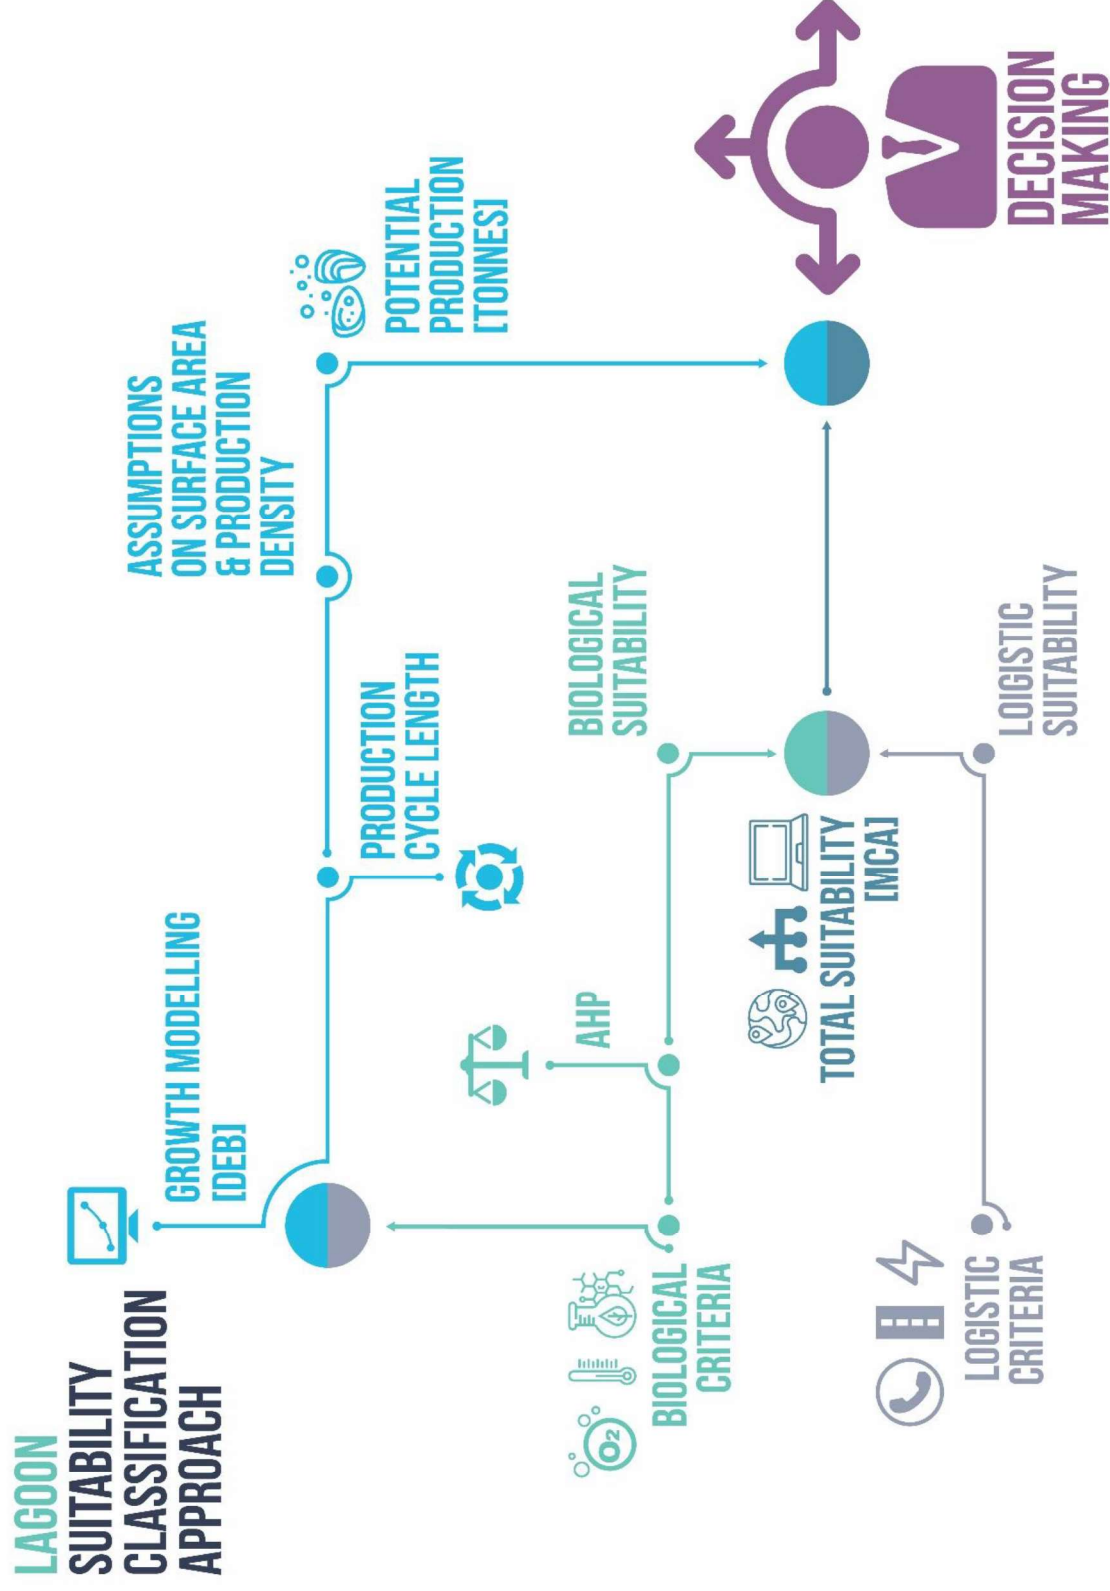 LAGOON
SUITABILITY
CLASSIFICATION
APPROACH
GROWTH MODELLING
[DEB]
PRODUCTION
CYCLE LENGTH
ASSUMPTIONS
ON SURFACE AREA
& PRODUCTION
DENSITY
POTENTIAL
PRODUCTION
[TONNES]
O2
BIOLOGICAL
CRITERIA
AHP
BIOLOGICAL
SUITABILITY
TOTAL SUITABILITY
[MCA]
LOGISTIC
CRITERIA
LOIGISTIC
SUITABILITY
DECISION
MAKING